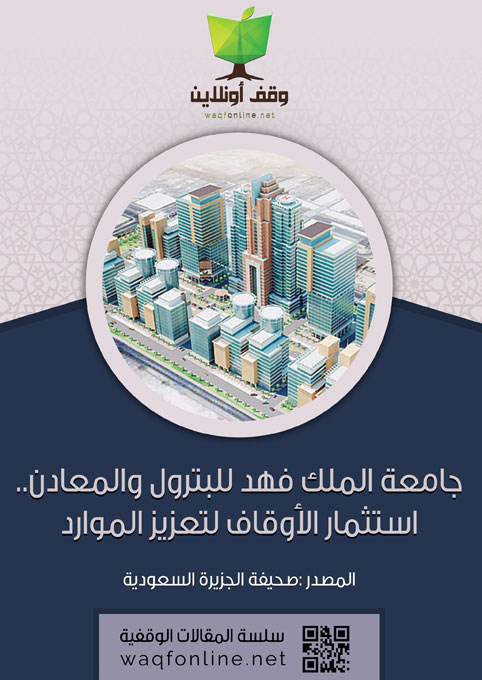 وقف أونلاين
waqfonline.net
جامعة الملك فهد للبترول والمعادن..
استثمار الأوقاف لتعزيز الموارد
المصدر :صحيفة الجزيرة السعودية
سلسة المقالات الوقفية
waqfonline.net